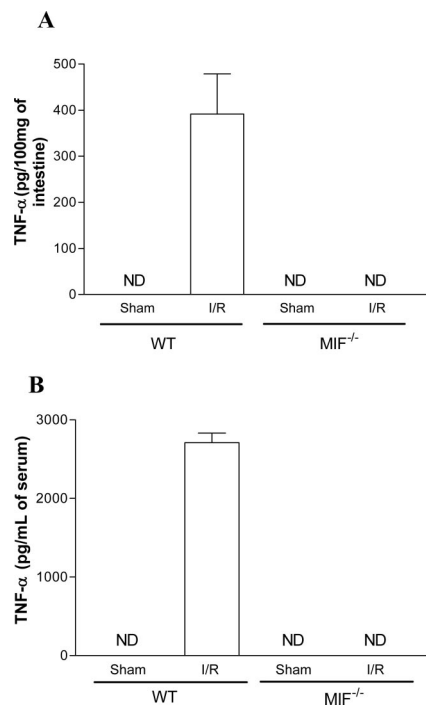 A
TNF-α (pg/100mg of
intestine)
500
400
300
200
100
0
ND ND ND
Sham I/R Sham I/R
WT MIF-/-
B
TNF-α (pg/mL of serum)
3000
2000
1000
0
ND ND ND
Sham I/R Sham I/R
WT MIF-/-